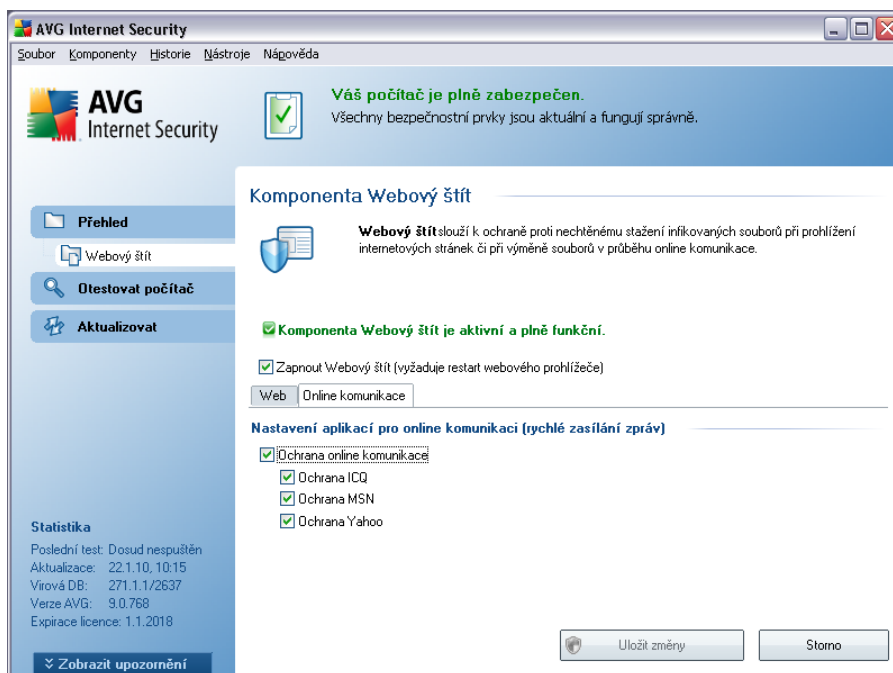 AVG Internet Security
Soubor Komponenty Historie Nástroje Nápověda
AVG
Internet Security
Váš počítač je plně zabezpečen.
Všechny bezpečnostní prvky jsou aktuální a fungují správně.
Přehled
Webový štít
Otestovat počítač
Aktualizovat
Komponenta Webový štít
Webový štít slouží k ochraně proti nechtěnému stažení infikovaných souborů při prohlížení
internetových stránek či při výměně souborů v průběhu online komunikace.
Komponenta Webový štít je aktivní a plně funkční.
Zapnout Webový štít (vyžaduje restart webového prohlížeče)
Web Online komunikace
Nastavení aplikací pro online komunikaci (rychlé zasílání zpráv)
Ochrana online komunikace
Ochrana ICQ
Ochrana MSN
Ochrana Yahoo
Statistika
Poslední test: Dosud nespuštěn
Aktualizace: 22.1.10, 10:15
Virová DB: 271.1.1/2637
Verze AVG: 9.0.768
Expirace licence: 1.1.2018
Zobrazit upozornění
Uložit změny Storno